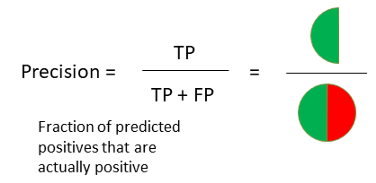 TP
Precision = =
TP + FP
Fraction of predicted
positives that are
actually positive